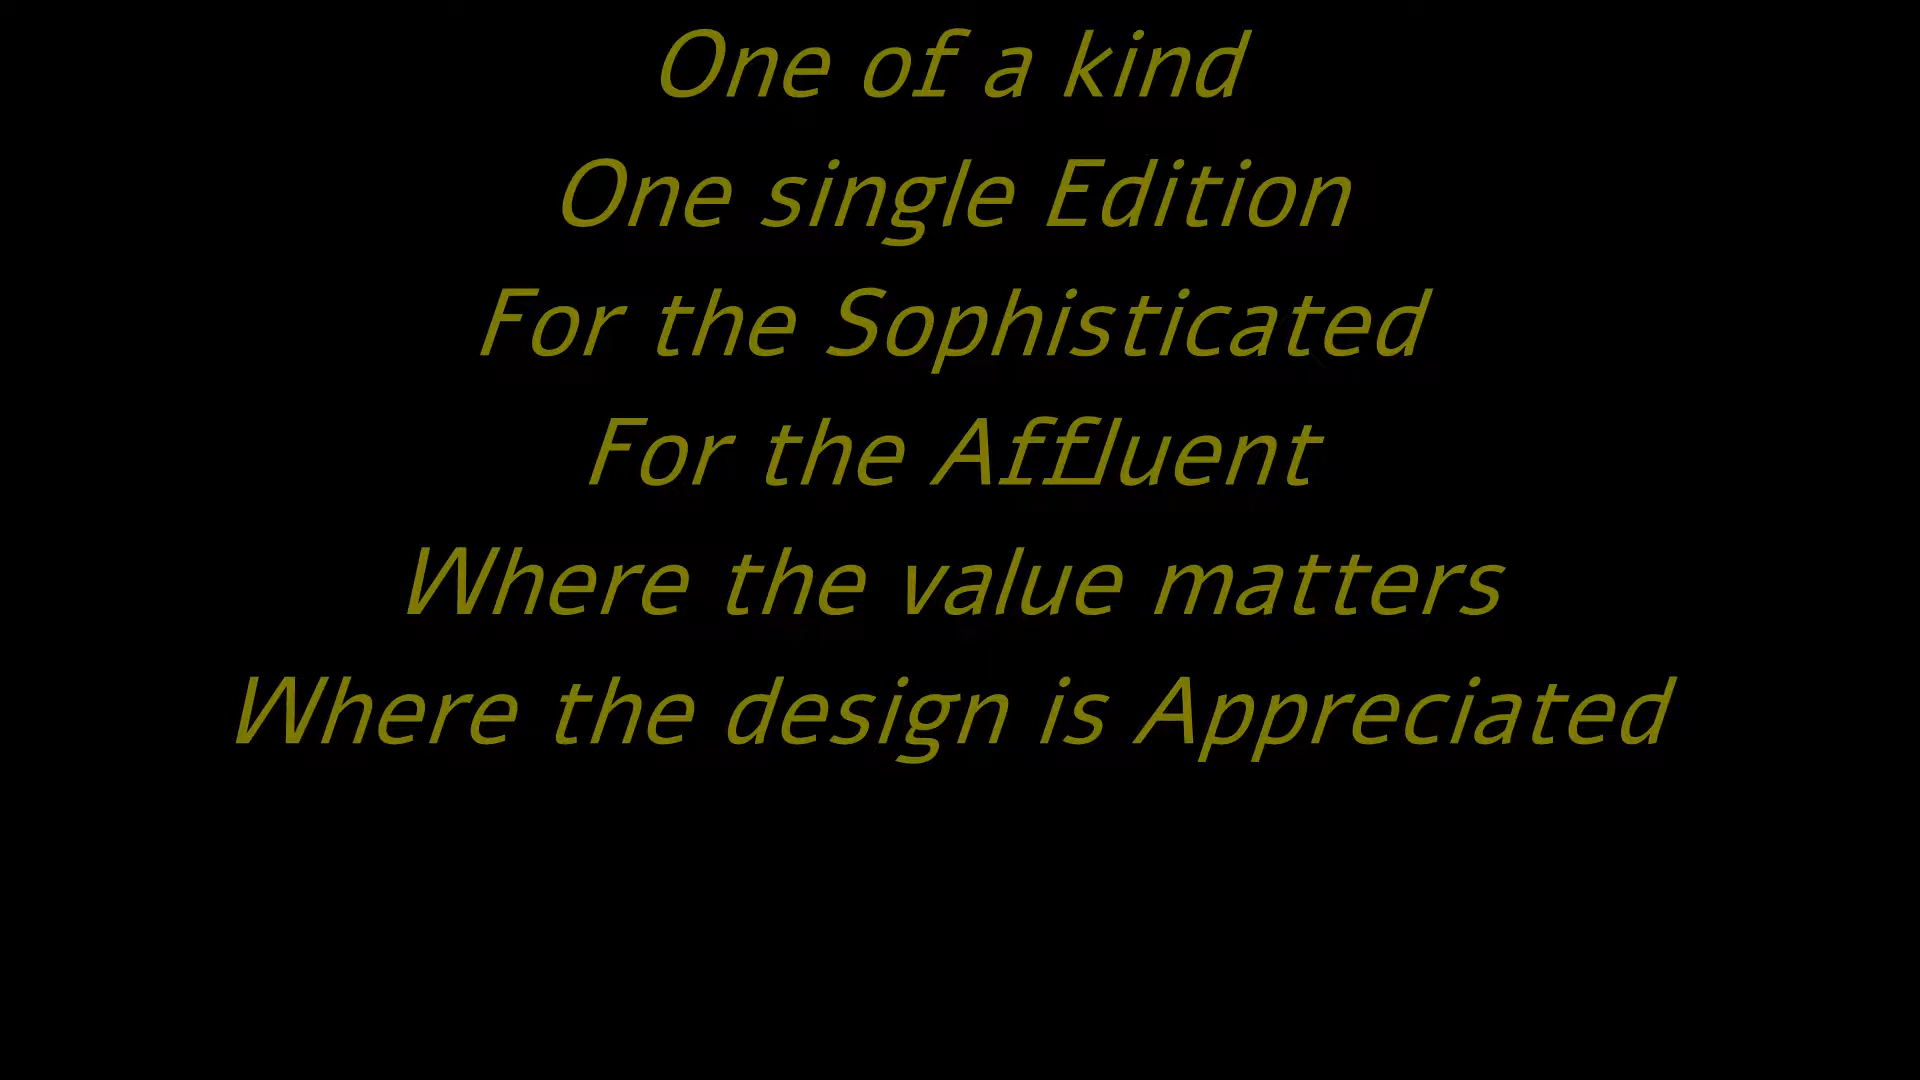 One of a kind
One single Edition
For the Sophisticated
For the Affluent
Where the value matters
Where the design is Appreciated